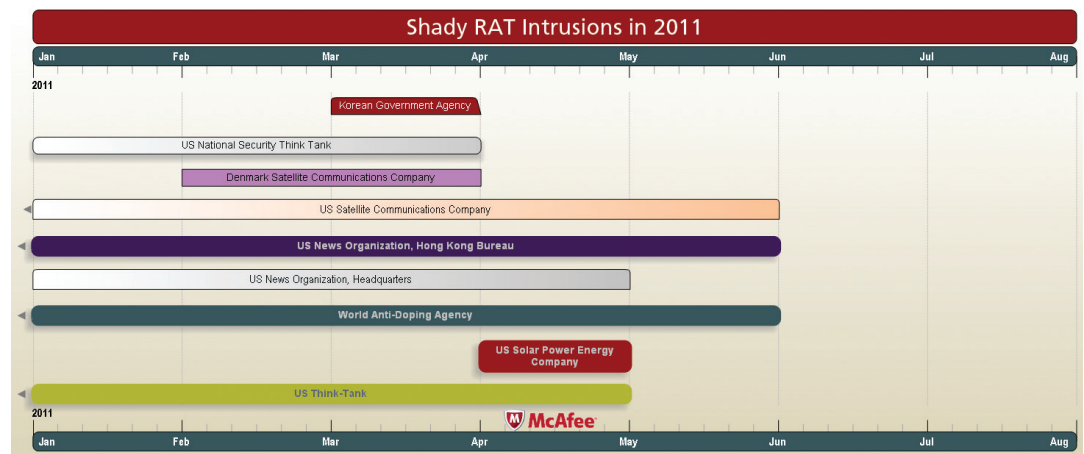 Shady RAT Intrusions in 2011
Jan Feb Mar Apr May Jun Jul Aug
2011
Korean Government Agency
US National Security Think Tank
Denmark Satellite Communications Company
US Satellite Communications Company
US News Organization, Hong Kong Bureau
US News Organization, Headquarters
World Anti-Doping Agency
US Solar Power Energy
Company
US Think-Tank
2011
McAfee
Jan Feb Mar Apr May Jun Jul Aug